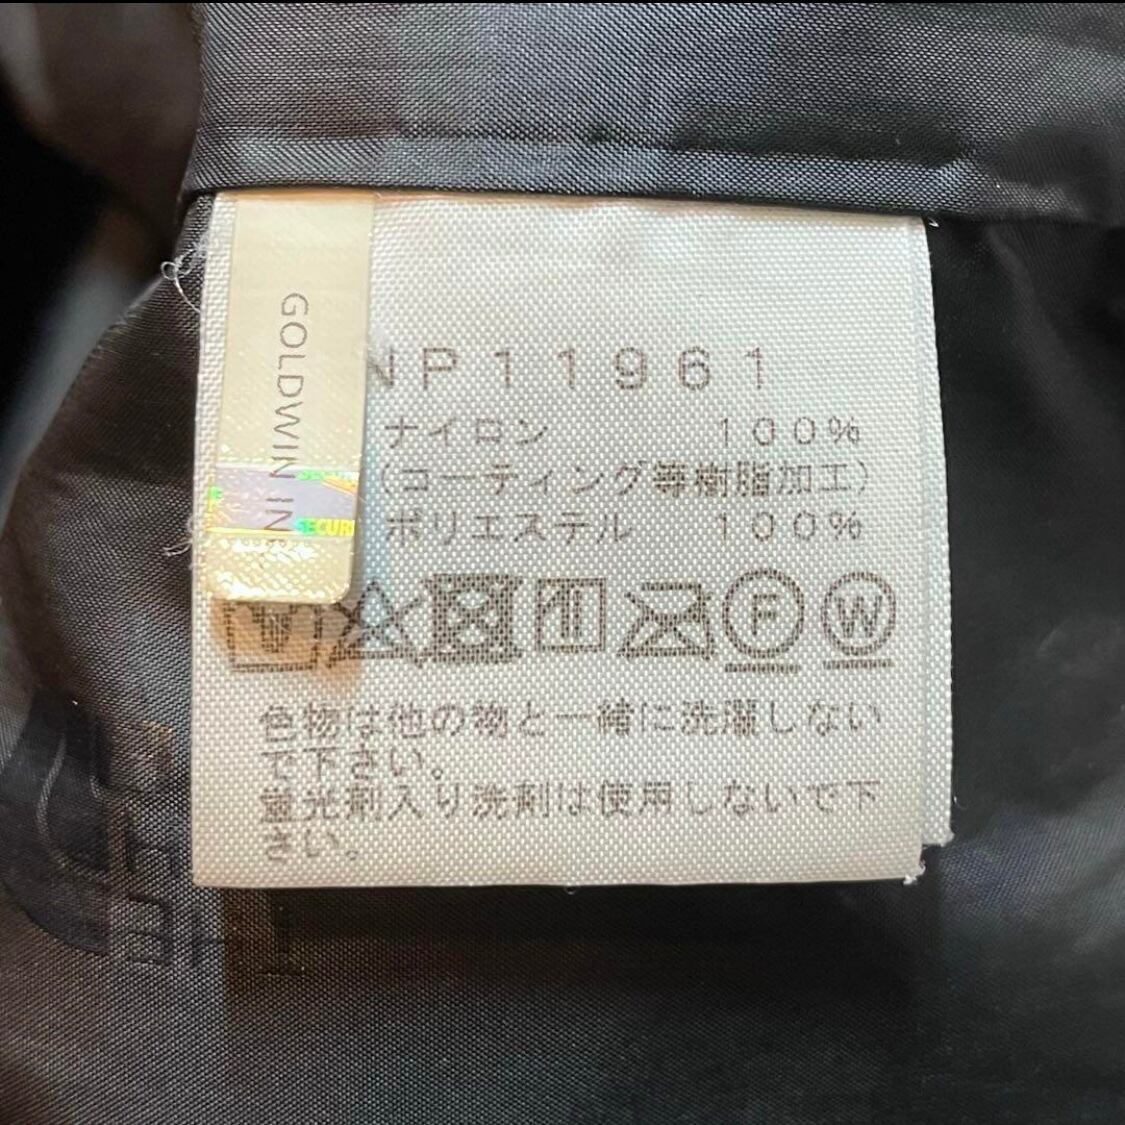 GOLDWIN IN
SECUR
NP11961
ナイロン 100%
(コーティング等樹脂加工)
ポリエステル 100%
F W
色物は他の物と一緒に洗濯しない
で下さい。
蛍光剤入り洗剤は使用しないで下
さい。
THE